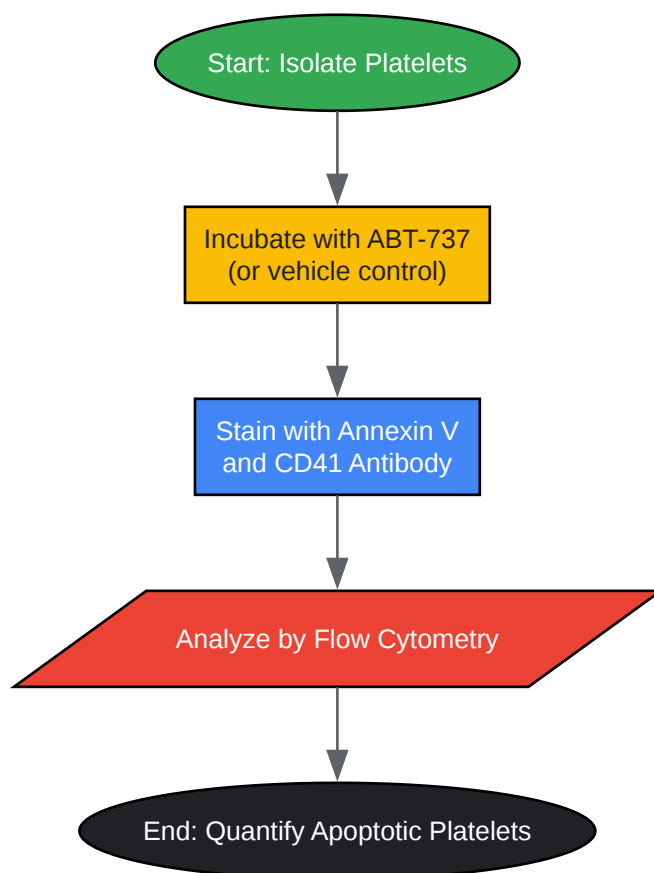 Start: Isolate Platelets
Incubate with ABT-737
(or vehicle control)
Stain with Annexin V
and CD41 Antibody
Analyze by Flow Cytometry
End: Quantify Apoptotic Platelets